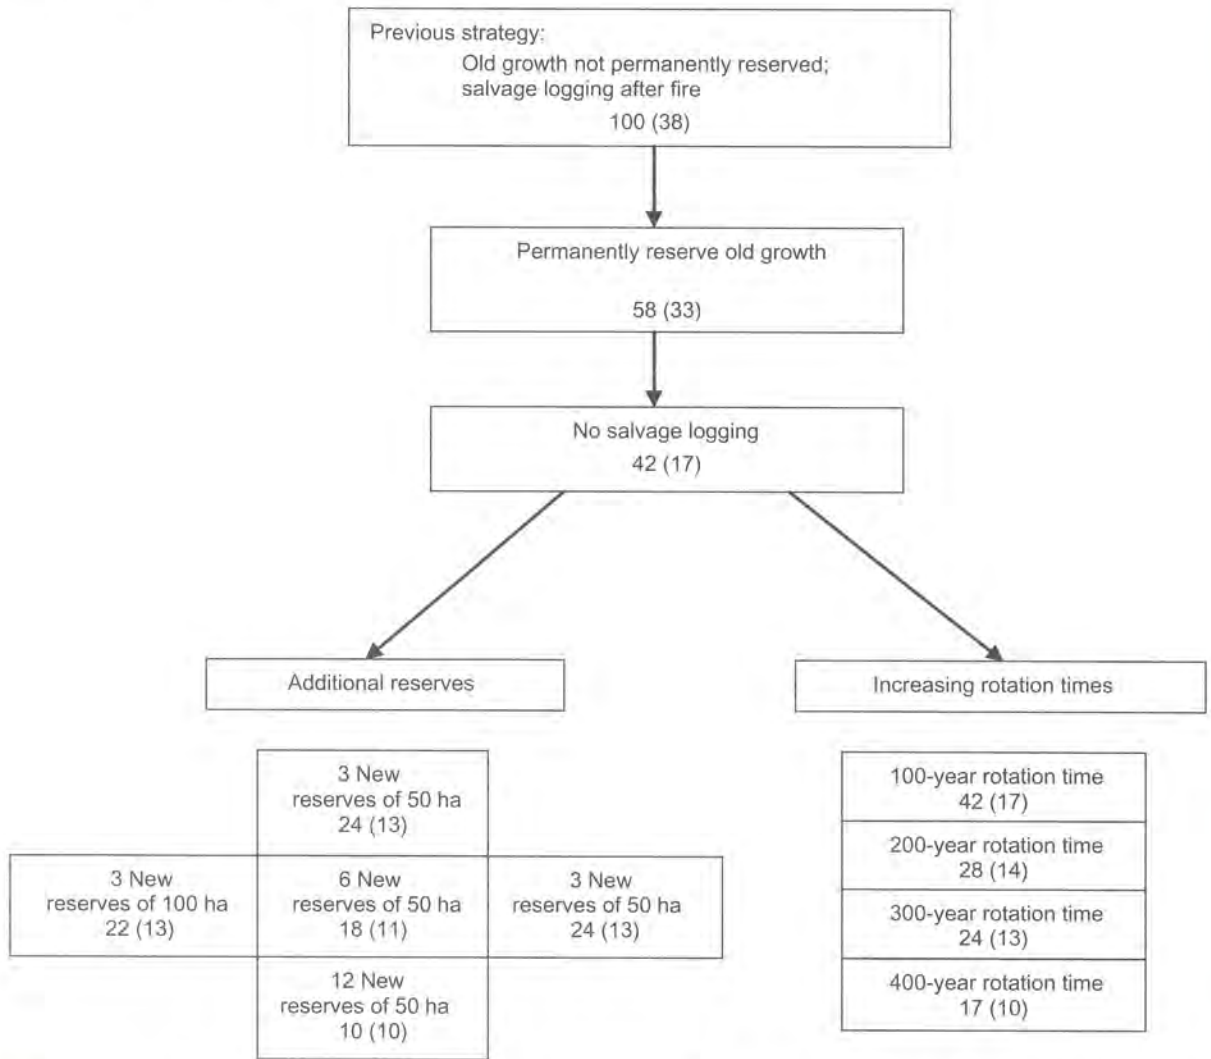 Previous strategy:
Old growth not permanently reserved;
salvage logging after fire
100 (38)
Permanently reserve old growth
58 (33)
No salvage logging
42 (17)
Additional reserves
Increasing rotation times
3 New
reserves of 50 ha
24 (13)
3 New
reserves of 100 ha
22 (13)
6 New
reserves of 50 ha
18 (11)
3 New
reserves of 50 ha
24 (13)
12 New
reserves of 50 ha
10 (10)
100-year rotation time
42 (17)
200-year rotation time
28 (14)
300-year rotation time
24 (13)
400-year rotation time
17 (10)